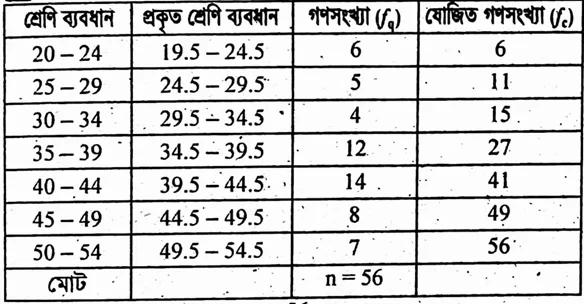 শ্রেণি ব্যবধান প্রকৃত শ্রেণি ব্যবধান গণসংখ্যা (fq) যোজিত গণসংখ্যা (fc)
20 – 24 19.5 – 24.5 6 6
25 – 29 24.5 – 29.5 5 11
30 – 34 29.5 – 34.5 4 15
35 – 39 34.5 – 39.5 12 27
40 – 44 39.5 – 44.5 14 41
45 – 49 44.5 – 49.5 8 49
50 – 54 49.5 – 54.5 7 56
মোট n = 56